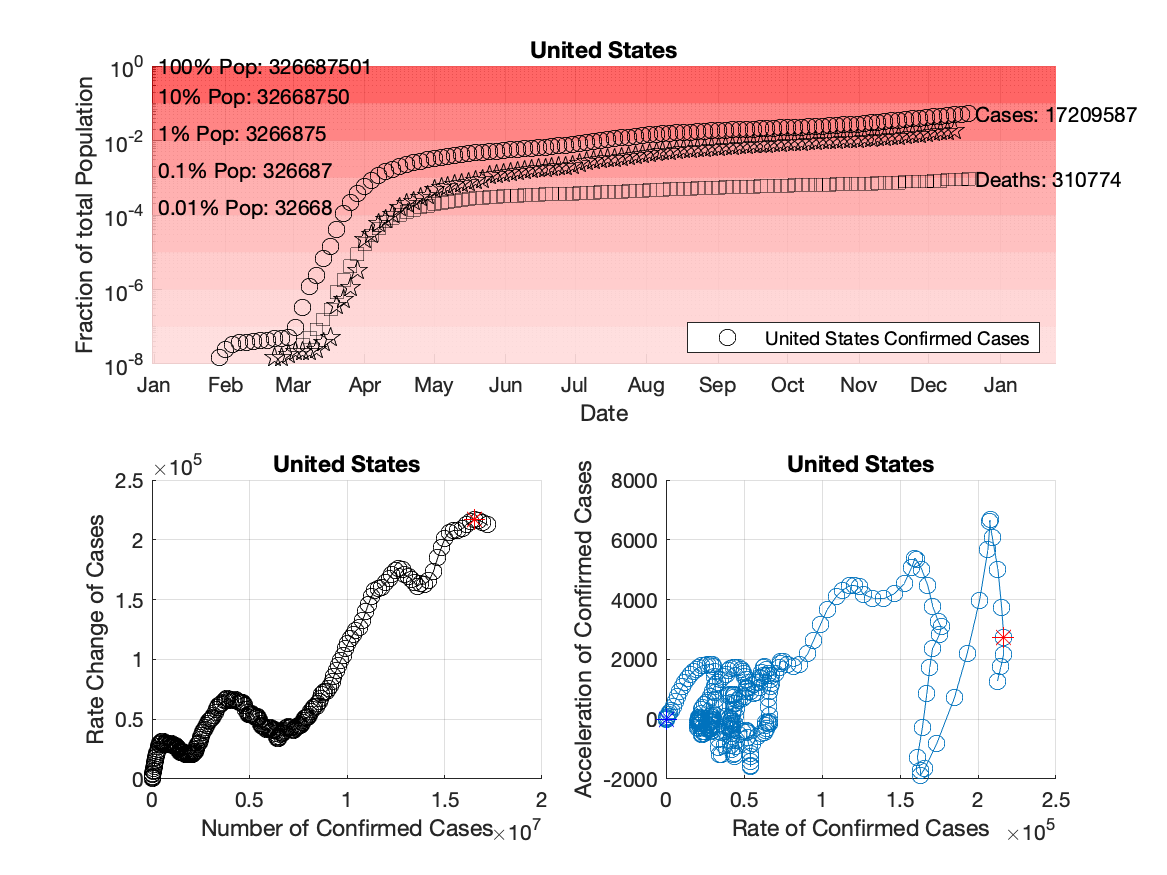 United States
10^0
10^-2
10^-4
10^-6
10^-8
Fraction of total Population
100% Pop: 326687501
10% Pop: 32668750
1% Pop: 3266875
0.1% Pop: 326687
0.01% Pop: 32668
Cases: 17209587
Deaths: 310774
United States Confirmed Cases
Jan Feb Mar Apr May Jun Jul Aug Sep Oct Nov Dec Jan
Date
United States
×10^5
2.5
2
1.5
1
0.5
0
Rate Change of Cases
0 0.5 1 1.5 2
Number of Confirmed Cases
×10^7
United States
8000
6000
4000
2000
0
-2000
Acceleration of Confirmed Cases
0 0.5 1 1.5 2 2.5
Rate of Confirmed Cases
×10^5